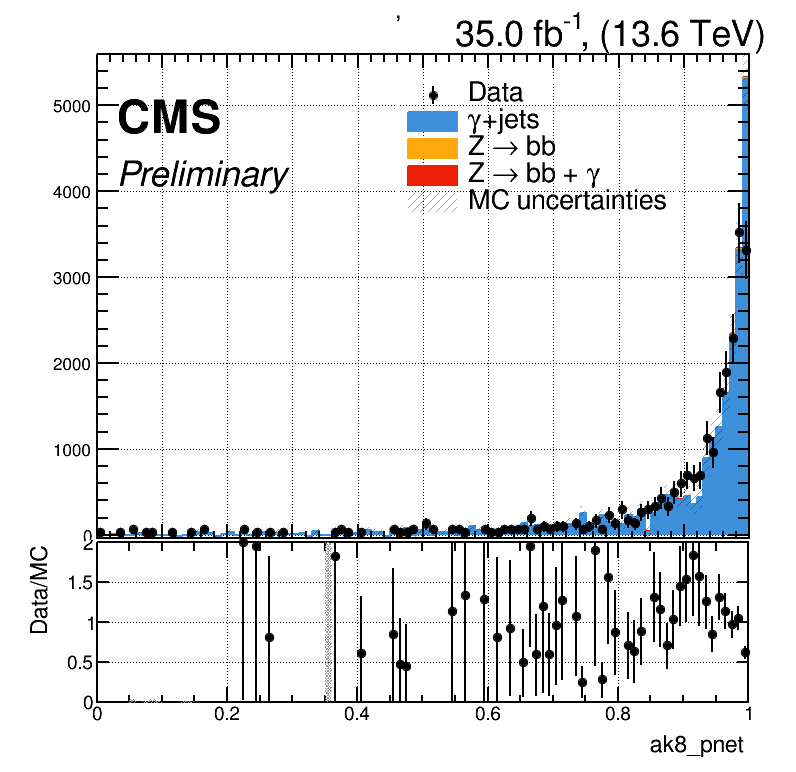 ,
35.0 fb-1, (13.6 TeV)
CMS
Preliminary
Data
γ+jets
Z → bb
Z → bb + γ
MC uncertainties
5000
4000
3000
2000
1000
0
Data/MC
2
1.5
1
0.5
0
0 0.2 0.4 0.6 0.8 1
ak8_pnet